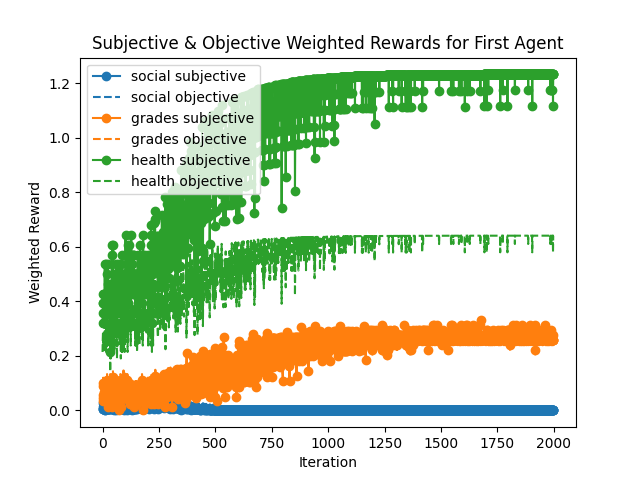 Subjective & Objective Weighted Rewards for First Agent
social subjective
social objective
grades subjective
grades objective
health subjective
health objective
Weighted Reward
1.2
1.0
0.8
0.6
0.4
0.2
0.0
0 250 500 750 1000 1250 1500 1750 2000
Iteration